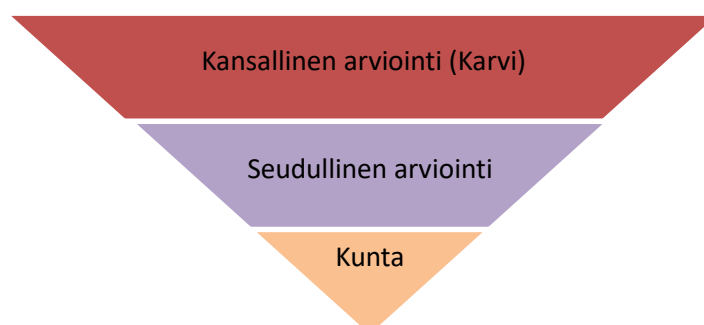 Kansallinen arviointi (Karvi)
Seudullinen arviointi
Kunta